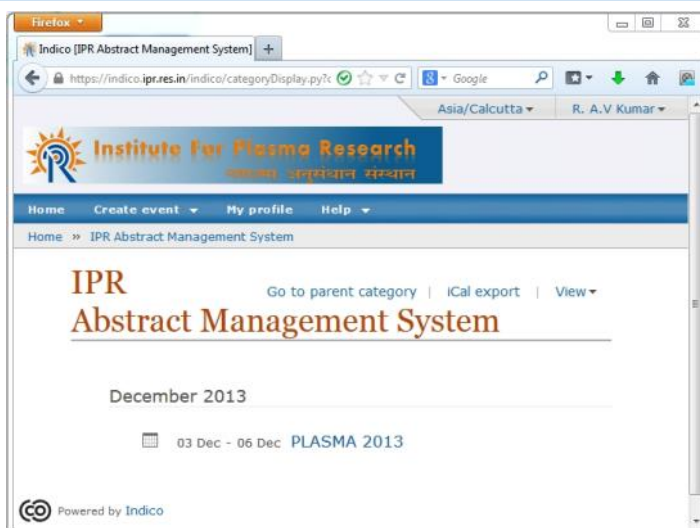 Firefox
Indico [IPR Abstract Management System]
https://indico.ipr.res.in/indico/categoryDisplay.py?c
Google
Asia/Calcutta R. A.V Kumar
Institute For Plasma Research
अनुसंधान संस्थान
Home Create event My profile Help
Home » IPR Abstract Management System
IPR
Go to parent category | iCal export | View
Abstract Management System
December 2013
03 Dec - 06 Dec PLASMA 2013
Powered by Indico